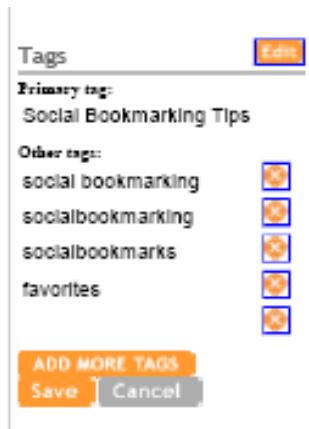 Tags
Edit
Primary tag:
Social Bookmarking Tips
Other tags:
social bookmarking
socialbookmarking
socialbookmarks
favorites
ADD MORE TAGS
Save Cancel